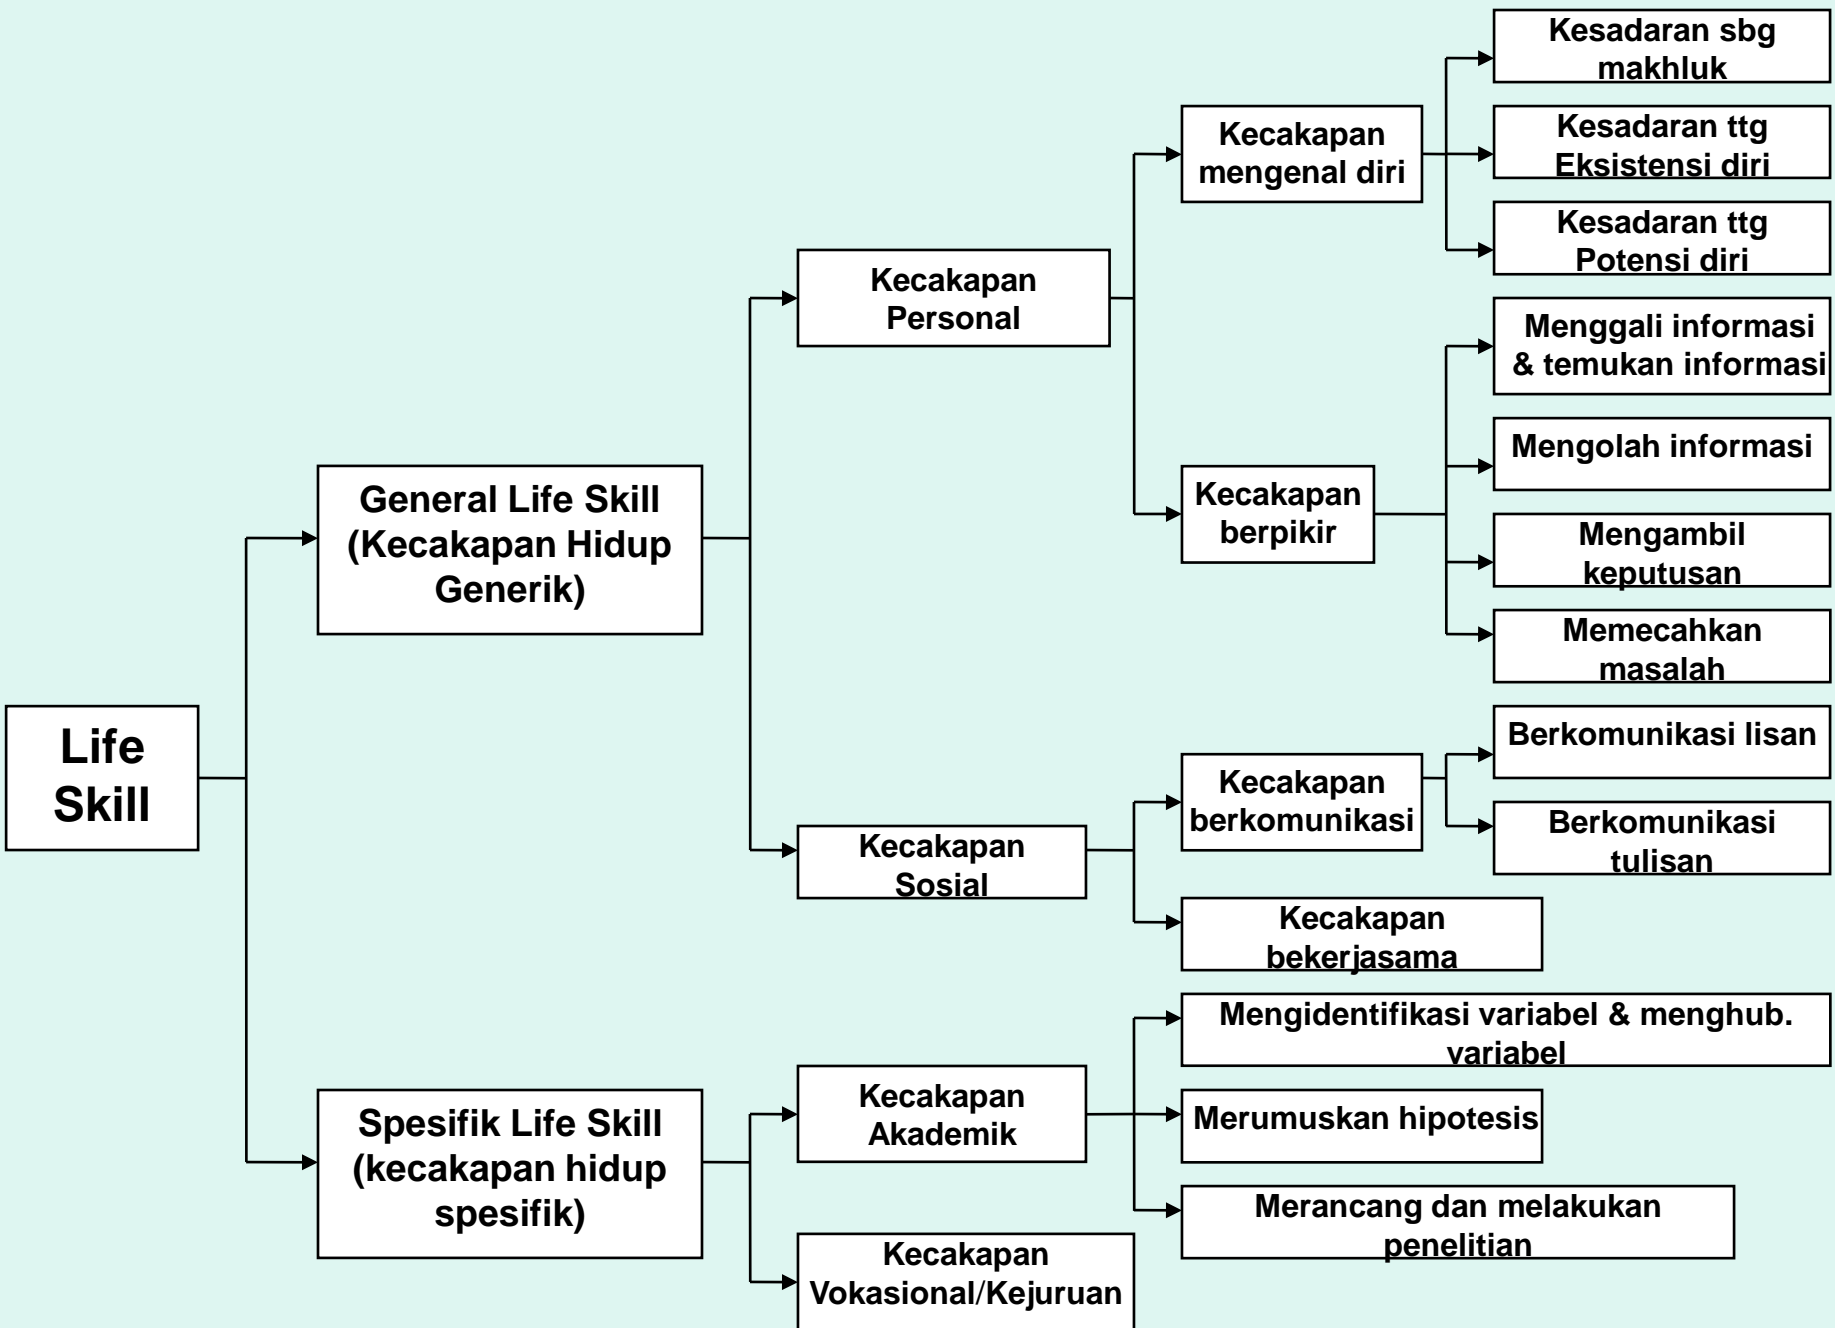 Life
Skill
General Life Skill
(Kecakapan Hidup
Generik)
Kecakapan
Personal
Kecakapan
mengenal diri
Kesadaran sbg
makhluk
Kesadaran ttg
Eksistensi diri
Kesadaran ttg
Potensi diri
Kecakapan
berpikir
Menggali informasi
& temukan informasi
Mengolah informasi
Mengambil
keputusan
Memecahkan
masalah
Kecakapan
Sosial
Kecakapan
berkomunikasi
Berkomunikasi lisan
Berkomunikasi
tulisan
Kecakapan
bekerjasama
Spesifik Life Skill
(kecakapan hidup
spesifik)
Kecakapan
Akademik
Mengidentifikasi variabel & menghub.
variabel
Merumuskan hipotesis
Merancang dan melakukan
penelitian
Kecakapan
Vokasional/Kejuruan